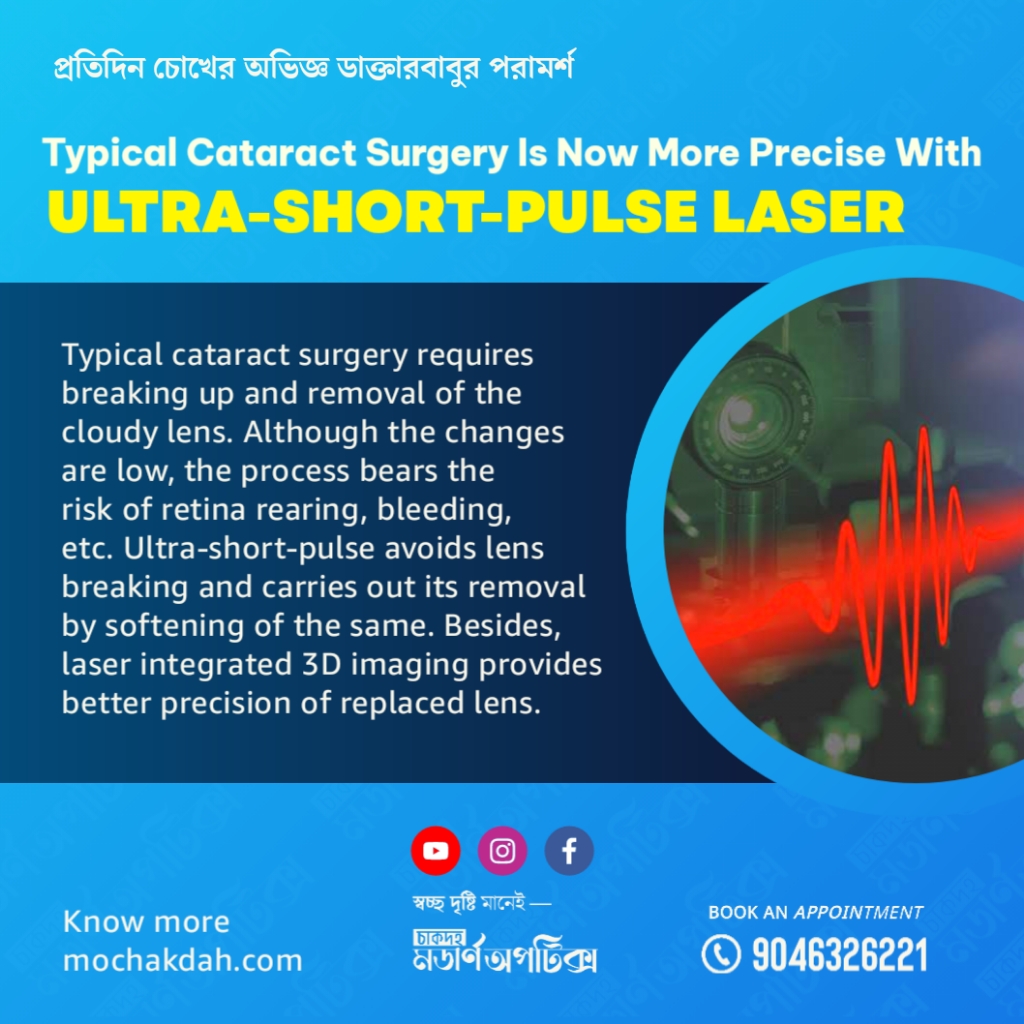 প্রতিদিন চোখের অভিজ্ঞ ডাক্তারবাবুর পরামর্শ
Typical Cataract Surgery Is Now More Precise With
ULTRA-SHORT-PULSE LASER
Typical cataract surgery requires
breaking up and removal of the
cloudy lens. Although the changes
are low, the process bears the
risk of retina rearing, bleeding,
etc. Ultra-short-pulse avoids lens
breaking and carries out its removal
by softening of the same. Besides,
laser integrated 3D imaging provides
better precision of replaced lens.
Know more
mochakdah.com
স্বচ্ছ দৃষ্টি মানেই —
চাকদহ
মডার্ণ অপটিক্স
BOOK AN APPOINTMENT
9046326221